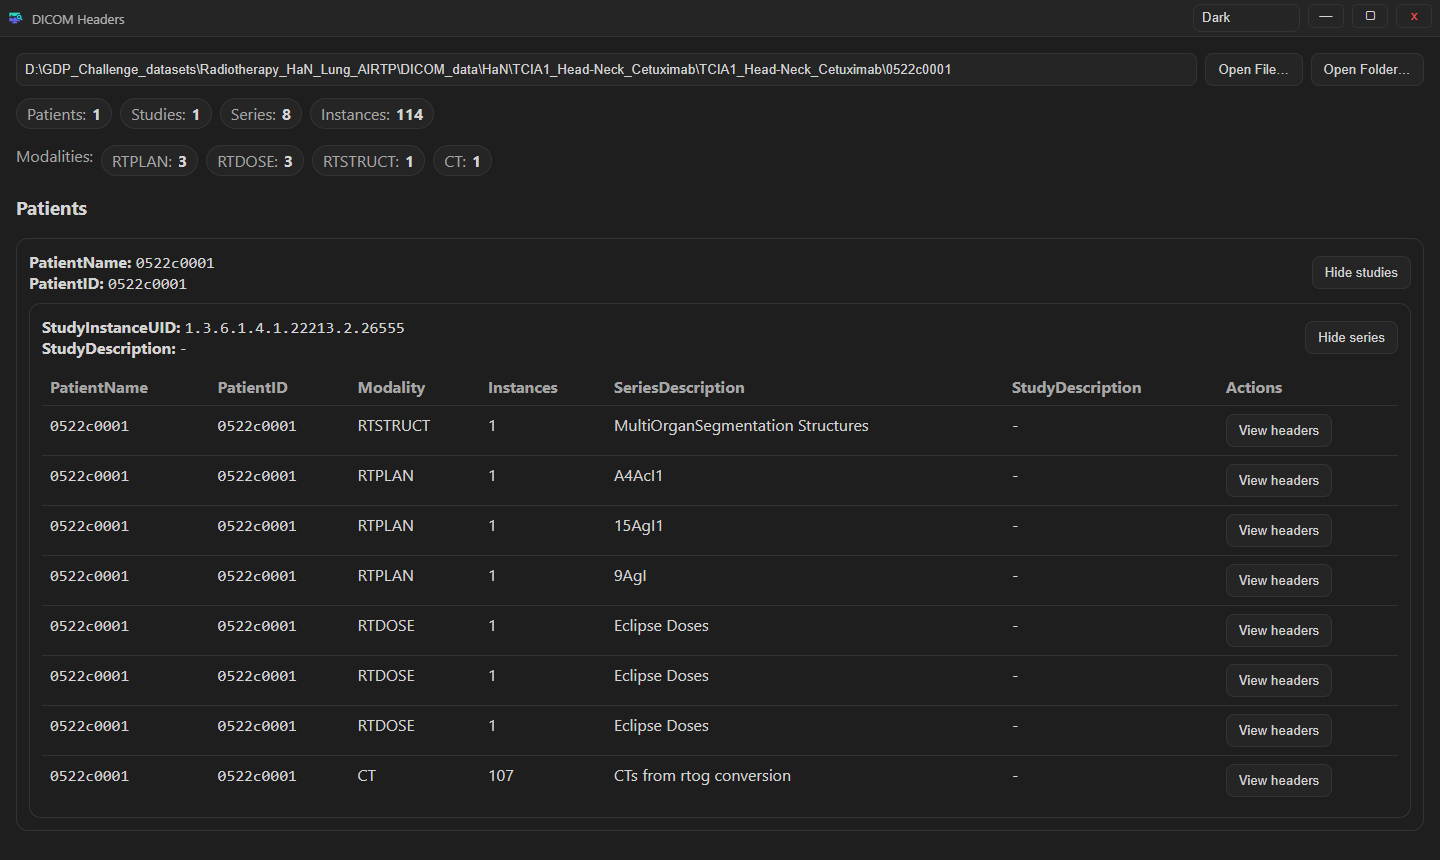 DICOM Headers
Dark
x
D:\GDP_Challenge_datasets\Radiotherapy_HaN_Lung_AIRTP\DICOM_data\HaN\TCIA1_Head-Neck_Cetuximab\TCIA1_Head-Neck_Cetuximab\0522c0001 Open File... Open Folder...
Patients: 1 Studies: 1 Series: 8 Instances: 114
Modalities: RTPLAN: 3 RTDOSE: 3 RTSTRUCT: 1 CT: 1
Patients
PatientName: 0522c0001
PatientID: 0522c0001
Hide studies
StudyInstanceUID: 1.3.6.1.4.1.22213.2.26555
StudyDescription: -
Hide series
PatientName PatientID Modality Instances SeriesDescription StudyDescription Actions
0522c0001 0522c0001 RTSTRUCT 1 MultiOrganSegmentation Structures - View headers
0522c0001 0522c0001 RTPLAN 1 A4AcI1 - View headers
0522c0001 0522c0001 RTPLAN 1 15AgI1 - View headers
0522c0001 0522c0001 RTPLAN 1 9AgI - View headers
0522c0001 0522c0001 RTDOSE 1 Eclipse Doses - View headers
0522c0001 0522c0001 RTDOSE 1 Eclipse Doses - View headers
0522c0001 0522c0001 RTDOSE 1 Eclipse Doses - View headers
0522c0001 0522c0001 CT 107 CTs from rtog conversion - View headers